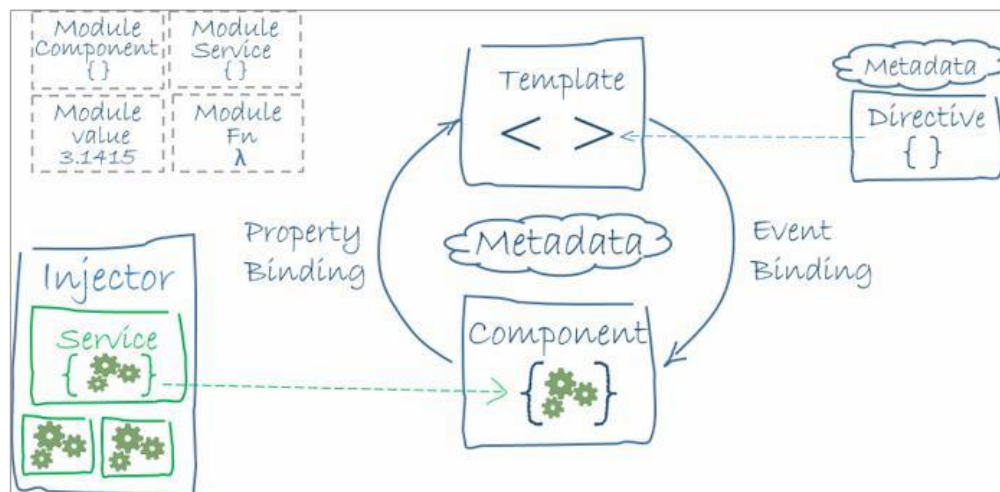 Module
Component
{ }
Module
Service
{ }
Module
value
3.1415
Module
Fn
λ
Template
< >
Metadata
Directive
{ }
Property
Binding
Metadata
Event
Binding
Injector
Service
{ }
Component
{ }